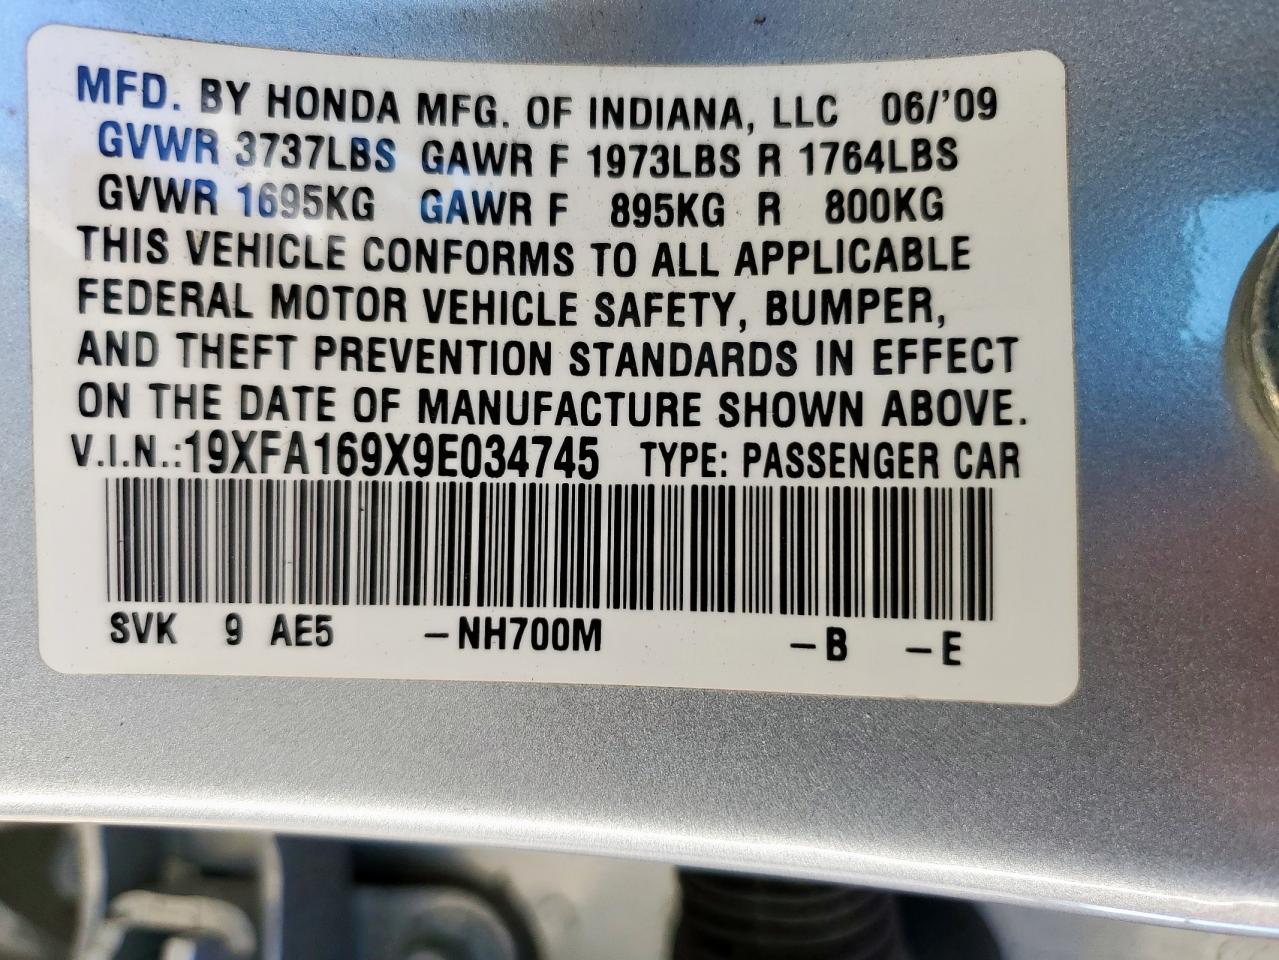 MFD. BY HONDA MFG. OF INDIANA, LLC 06/'09
GVWR 3737LBS GAWR F 1973LBS R 1764LBS
GVWR 1695KG GAWR F 895KG R 800KG
THIS VEHICLE CONFORMS TO ALL APPLICABLE
FEDERAL MOTOR VEHICLE SAFETY, BUMPER,
AND THEFT PREVENTION STANDARDS IN EFFECT
ON THE DATE OF MANUFACTURE SHOWN ABOVE.
V.I.N.:19XFA169X9E034745 TYPE: PASSENGER CAR
SVK 9 AE5 -NH700M -B -E